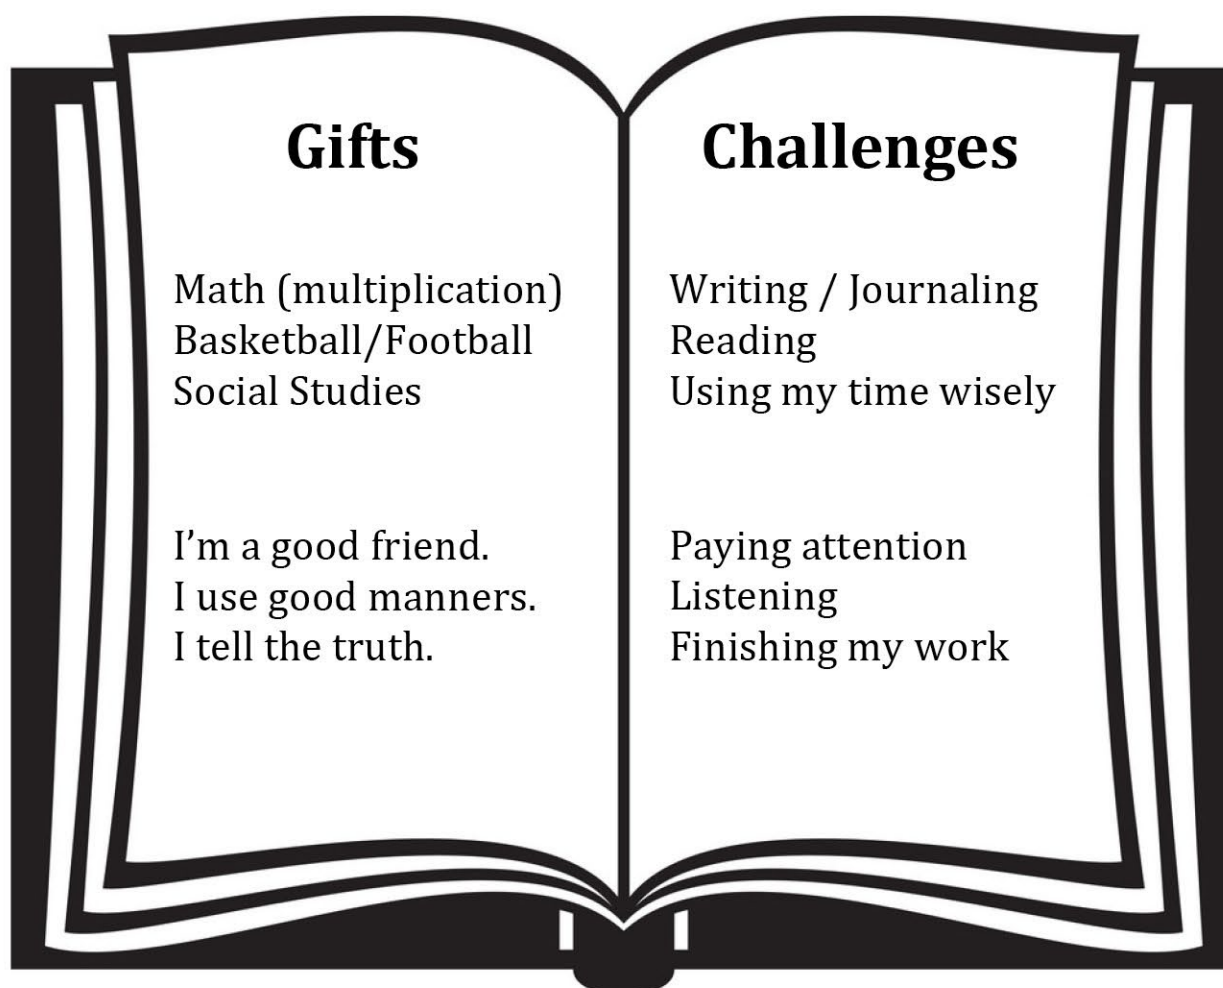 Gifts
Math (multiplication)
Basketball/Football
Social Studies
I'm a good friend.
I use good manners.
I tell the truth.
Challenges
Writing / Journaling
Reading
Using my time wisely
Paying attention
Listening
Finishing my work